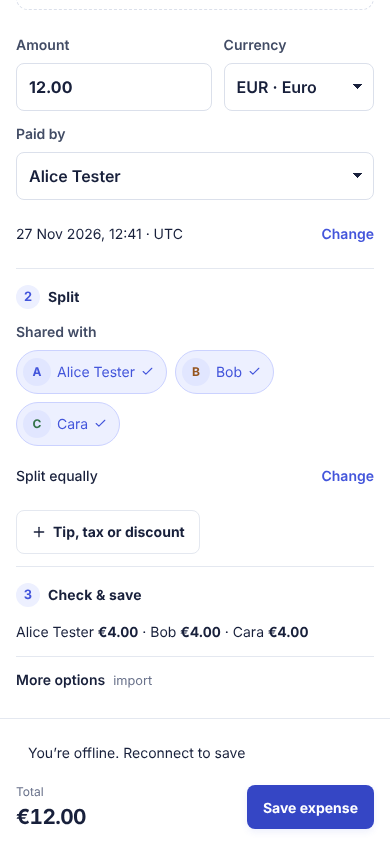 Amount
Currency
12.00
EUR · Euro
Paid by
Alice Tester
27 Nov 2026, 12:41 · UTC
Change
2 Split
Shared with
A Alice Tester
B Bob
C Cara
Split equally
Change
+ Tip, tax or discount
3 Check & save
Alice Tester €4.00 · Bob €4.00 · Cara €4.00
More options import
You’re offline. Reconnect to save
Total
€12.00
Save expense